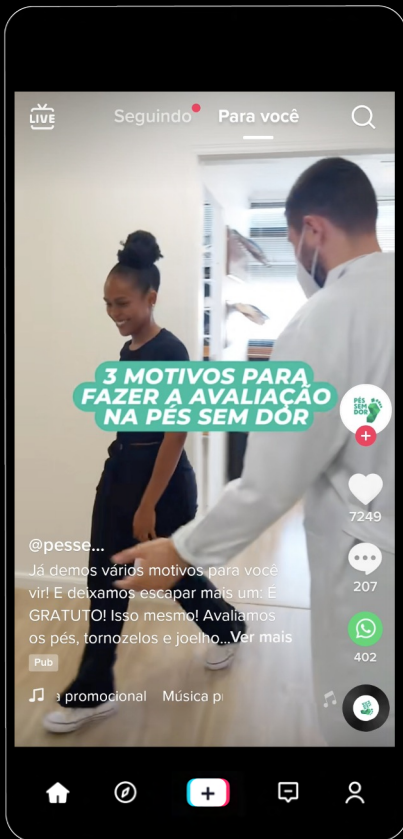 LIVE
Seguindo
Para você
3 MOTIVOS PARA
FAZER A AVALIAÇÃO
NA PÉS SEM DOR
PÉS
SEM
DOR
7249
207
402
@pesse...
Já demos vários motivos para você
vir! E deixamos escapar mais um: É
GRATUTO! Isso mesmo! Avaliamos
os pés, tornozelos e joelho...Ver mais
Pub
a promocional Música p